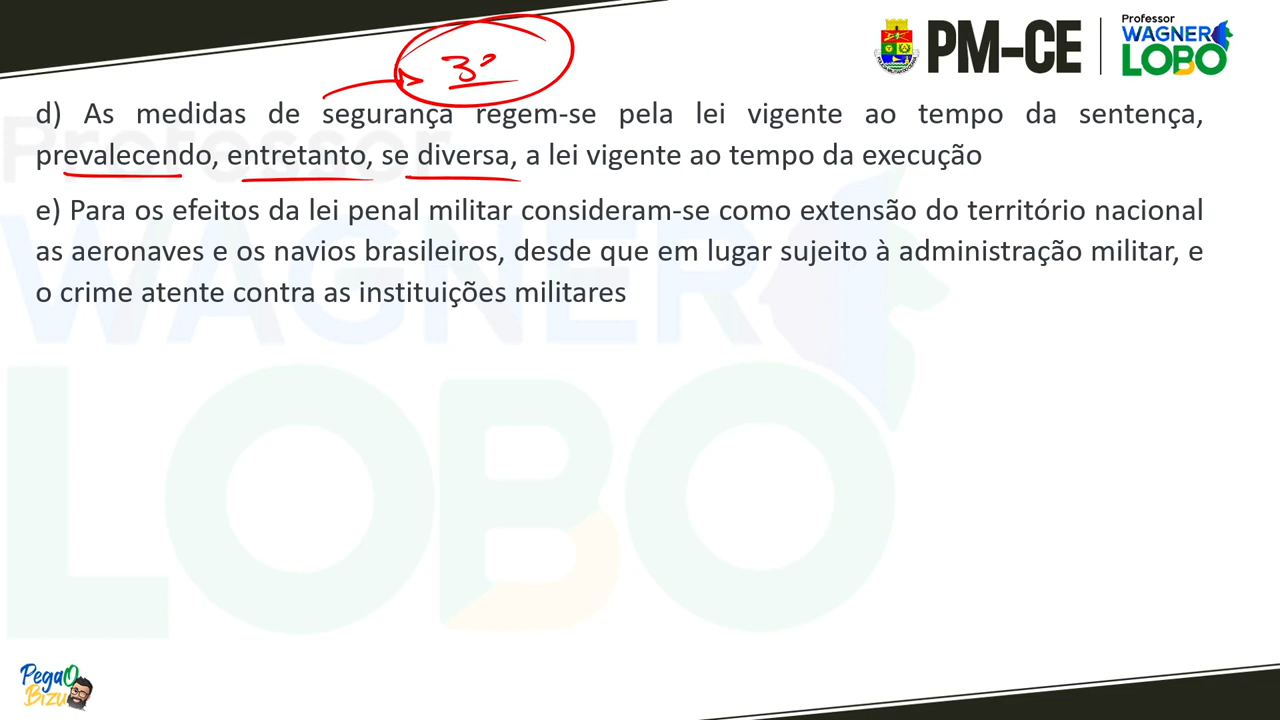 Professor
PM-CE
WAGNER
LOBO
3º
d) As medidas de segurança regem-se pela lei vigente ao tempo da sentença,
prevalecendo, entretanto, se diversa, a lei vigente ao tempo da execução
e) Para os efeitos da lei penal militar consideram-se como extensão do território nacional
as aeronaves e os navios brasileiros, desde que em lugar sujeito à administração militar, e
o crime atente contra as instituições militares
Professor
WAGNER
LOBO
PegaO
Bizu